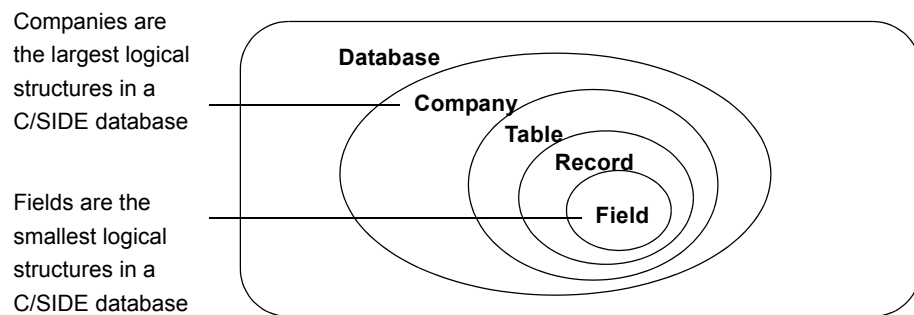 Companies are
the largest logical
structures in a
C/SIDE database
Database
Company
Table
Record
Field
Fields are the
smallest logical
structures in a
C/SIDE database